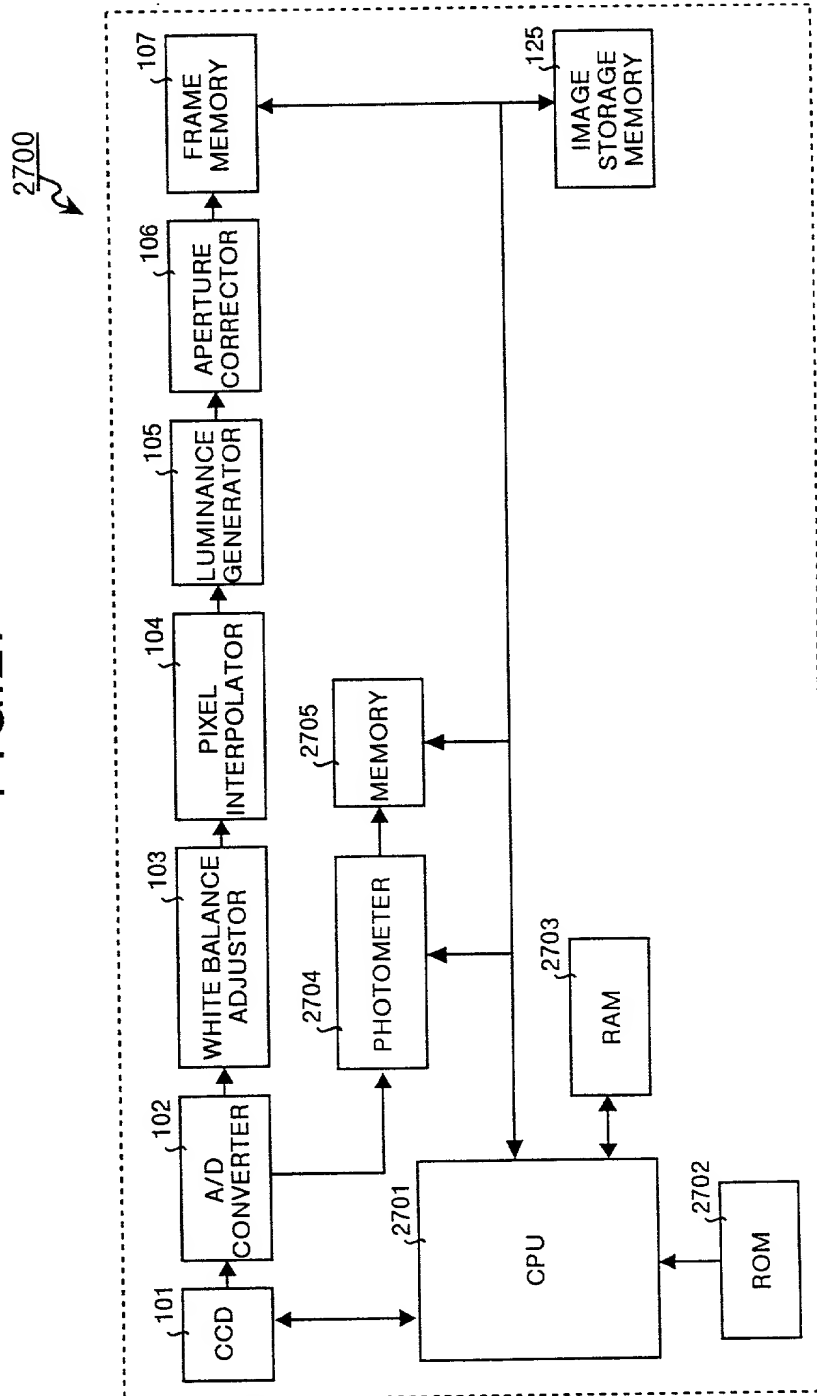 2700
101
CCD
102
A/D
CONVERTER
103
WHITE BALANCE
ADJUSTOR
104
PIXEL
INTERPOLATOR
105
LUMINANCE
GENERATOR
106
APERTURE
CORRECTOR
107
FRAME
MEMORY
2704
PHOTOMETER
2705
MEMORY
125
IMAGE
STORAGE
MEMORY
2701
CPU
2703
RAM
2702
ROM